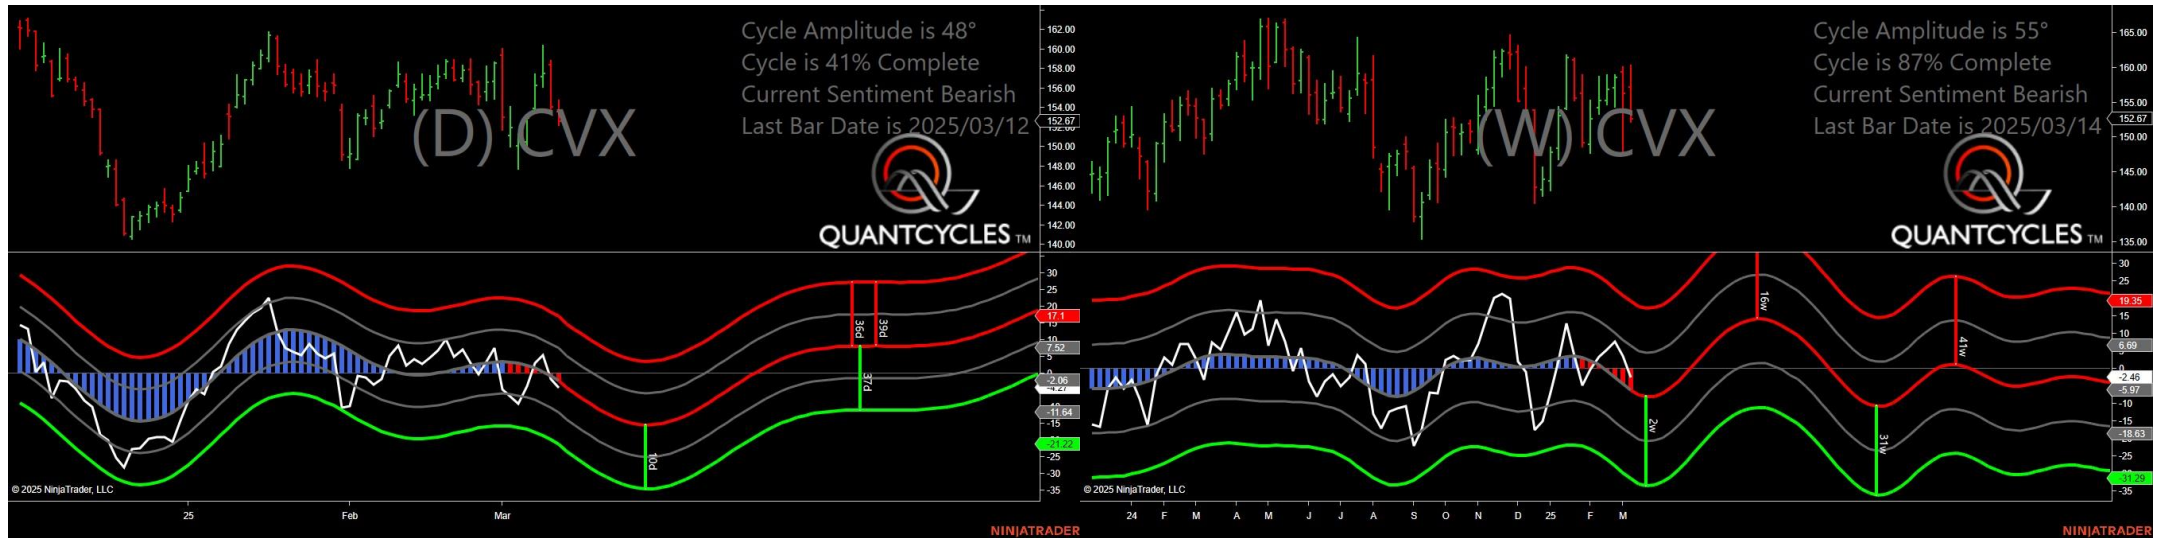 Cycle Amplitude is 48°
Cycle is 41% Complete
Current Sentiment Bearish
Last Bar Date is 2025/03/12
(D) CVX
QUANTCYCLES TM
162.00
160.00
158.00
156.00
154.00
152.67
152.00
150.00
148.00
146.00
144.00
142.00
140.00
30
25
20
17.1
15
10
7.52
5
0
-2.06
-4.27
-10
-11.64
-15
-21.22
-25
-30
-35
36d
39d
37d
10d
© 2025 NinjaTrader, LLC
25
Feb
Mar
NINJATRADER
Cycle Amplitude is 55°
Cycle is 87% Complete
Current Sentiment Bearish
Last Bar Date is 2025/03/14
(W) CVX
QUANTCYCLES TM
165.00
160.00
155.00
152.67
150.00
145.00
140.00
135.00
30
25
19.35
15
10
6.69
0
-2.46
-5.97
-10
-15
-18.63
-25
-31.29
-35
16w
41w
2w
31w
© 2025 NinjaTrader, LLC
24 F M A M J J A S O N D 25 F M
NINJATRADER